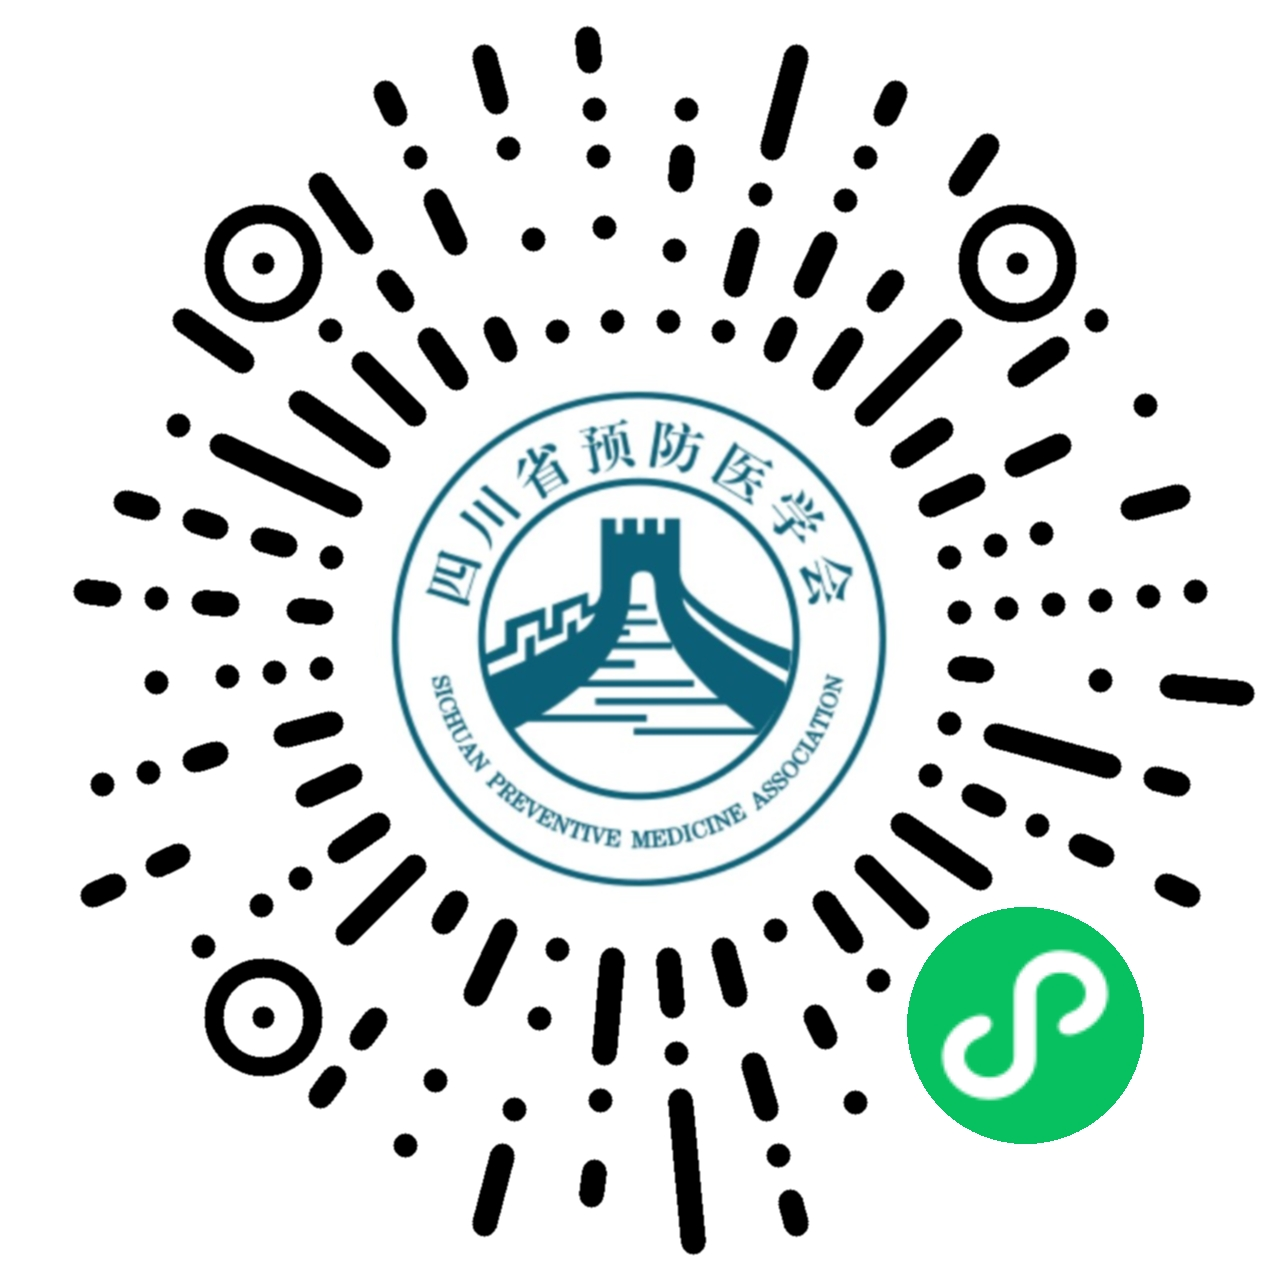 四川省预防医学会
SICHUAN PREVENTIVE MEDICINE ASSOCIATION